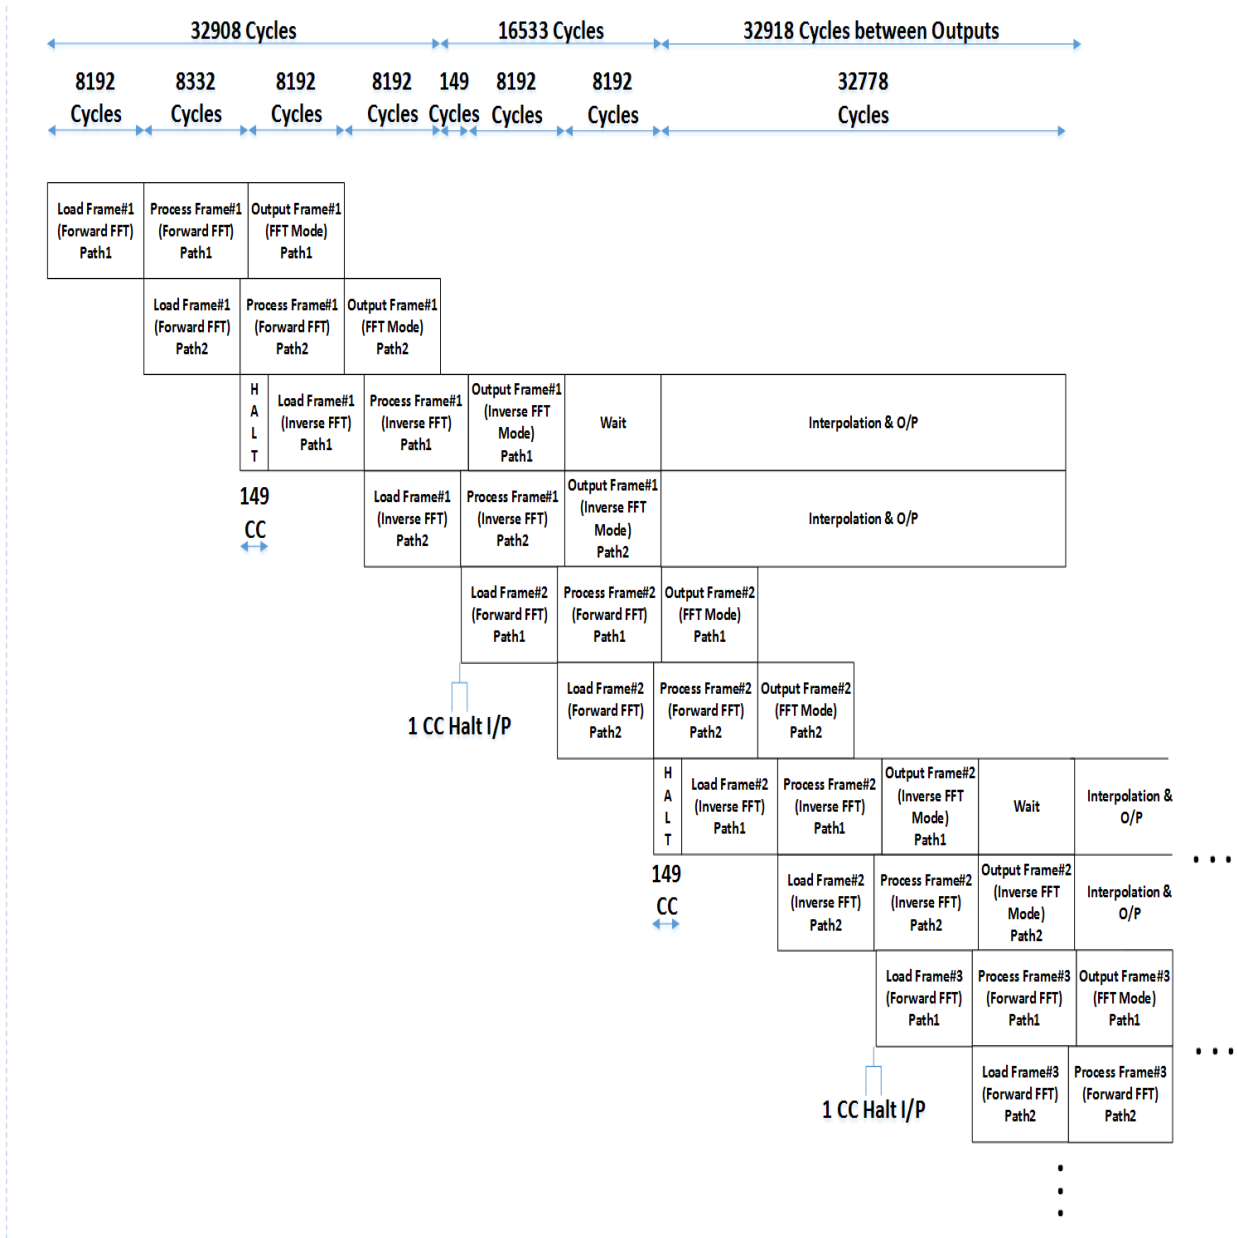 32908 Cycles
16533 Cycles
32918 Cycles between Outputs
8192
Cycles
8332
Cycles
8192
Cycles
8192
Cycles
149
Cycles
8192
Cycles
8192
Cycles
32778
Cycles
Load Frame#1
(Forward FFT)
Path1
Process Frame#1
(Forward FFT)
Path1
Output Frame#1
(FFT Mode)
Path1
Load Frame#1
(Forward FFT)
Path2
Process Frame#1
(Forward FFT)
Path2
Output Frame#1
(FFT Mode)
Path2
H
A
L
T
Load Frame#1
(Inverse FFT)
Path1
Process Frame#1
(Inverse FFT)
Path1
Output Frame#1
(Inverse FFT
Mode)
Path1
Wait
Interpolation & O/P
149
CC
Load Frame#1
(Inverse FFT)
Path2
Process Frame#1
(Inverse FFT)
Path2
Output Frame#1
(Inverse FFT
Mode)
Path2
Interpolation & O/P
Load Frame#2
(Forward FFT)
Path1
Process Frame#2
(Forward FFT)
Path1
Output Frame#2
(FFT Mode)
Path1
1 CC Halt I/P
Load Frame#2
(Forward FFT)
Path2
Process Frame#2
(Forward FFT)
Path2
Output Frame#2
(FFT Mode)
Path2
H
A
L
T
Load Frame#2
(Inverse FFT)
Path1
Process Frame#2
(Inverse FFT)
Path1
Output Frame#2
(Inverse FFT
Mode)
Path1
Wait
Interpolation &
O/P
149
CC
Load Frame#2
(Inverse FFT)
Path2
Process Frame#2
(Inverse FFT)
Path2
Output Frame#2
(Inverse FFT
Mode)
Path2
Interpolation &
O/P
. . .
Load Frame#3
(Forward FFT)
Path1
Process Frame#3
(Forward FFT)
Path1
Output Frame#3
(FFT Mode)
Path1
. . .
1 CC Halt I/P
Load Frame#3
(Forward FFT)
Path2
Process Frame#3
(Forward FFT)
Path2